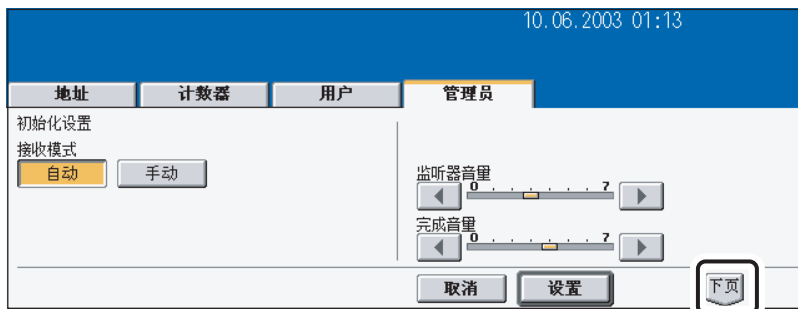 10.06.2003 01:13
地址 计数器 用户 管理员
初始化设置
接收模式
自动 手动
监听器音量
0 7
完成音量
0 7
取消 设置 下页